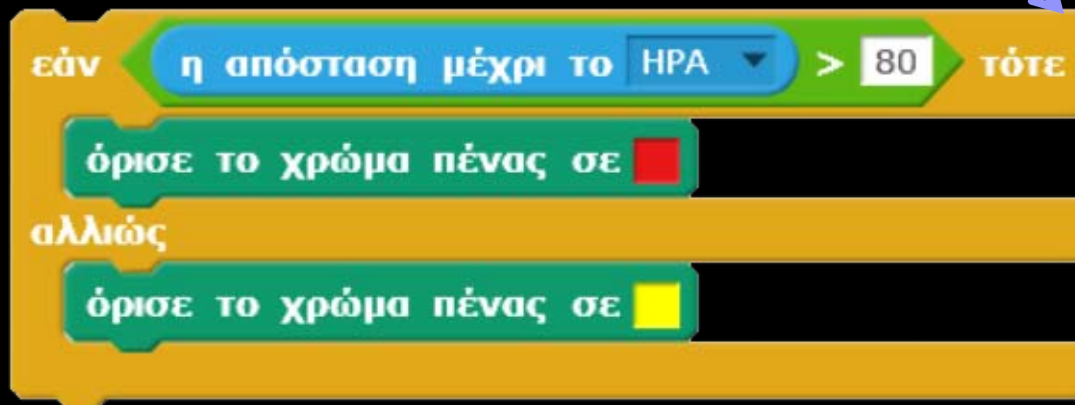 εάν η απόσταση μέχρι το ΗΡΑ > 80 τότε
όρισε το χρώμα πένας σε
αλλιώς
όρισε το χρώμα πένας σε